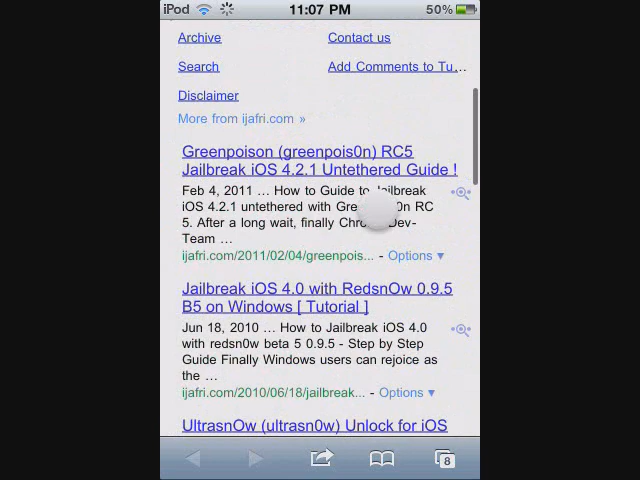 iPod 11:07 PM 50%
Archive Contact us
Search Add Comments to Tu...
Disclaimer
More from ijafri.com »
Greenpoison (greenpois0n) RC5
Jailbreak iOS 4.2.1 Untethered Guide !
Feb 4, 2011 ... How to Guide to Jailbreak
iOS 4.2.1 untethered with 0n RC
5. After a long wait, finally Dev-
Team ...
ijafri.com/2011/02/04/greenpois... - Options ▼
Jailbreak iOS 4.0 with RedsnOw 0.9.5
B5 on Windows [ Tutorial ]
Jun 18, 2010 ... How to Jailbreak iOS 4.0
with redsn0w beta 5 0.9.5 - Step by Step
Guide Finally Windows users can rejoice as
the ...
ijafri.com/2010/06/18/jailbreak... - Options ▼
UltrasnOw (ultrasn0w) Unlock for iOS
8